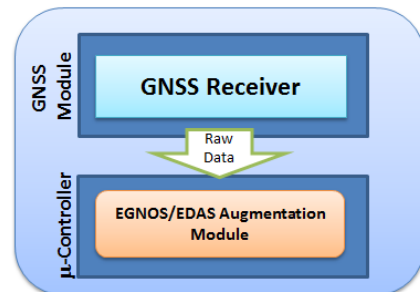 GNSS
Module
GNSS Receiver
Raw
Data
μ-Controller
EGNOS/EDAS Augmentation
Module